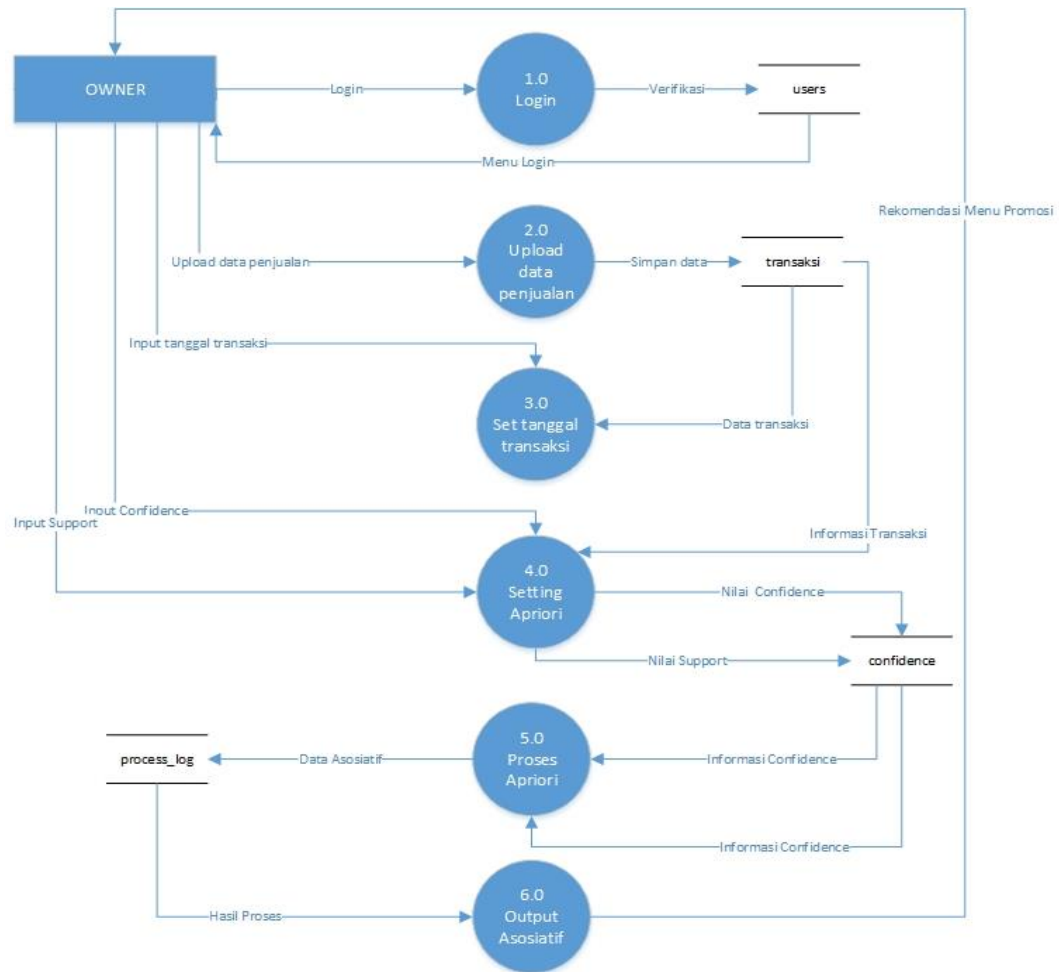 OWNER
Login
1.0
Login
Verifikasi
users
Menu Login
Rekomendasi Menu Promosi
Upload data penjualan
2.0
Upload
data
penjualan
Simpan data
transaksi
Input tanggal transaksi
3.0
Set tanggal
transaksi
Data transaksi
Inout Confidence
Input Support
Informasi Transaksi
4.0
Setting
Apriori
Nilai Confidence
Nilai Support
confidence
process_log
Data Asosiatif
5.0
Proses
Apriori
Informasi Confidence
Informasi Confidence
Hasil Proses
6.0
Output
Asosiatif